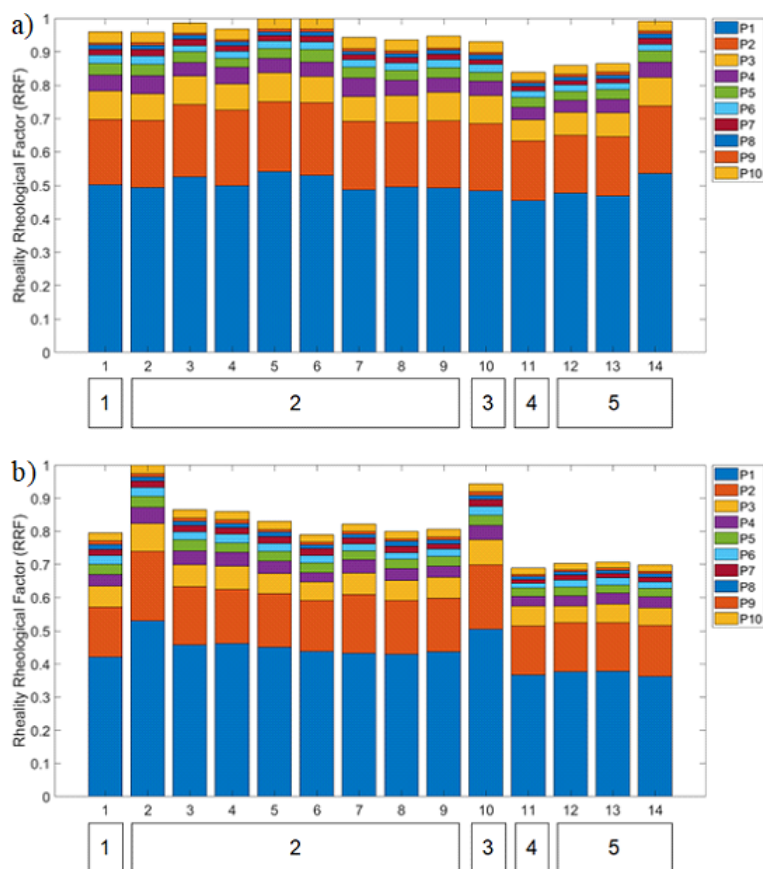 a)
Rheality Rheological Factor (RRF)
1
0.9
0.8
0.7
0.6
0.5
0.4
0.3
0.2
0.1
0
P1
P2
P3
P4
P5
P6
P7
P8
P9
P10
1 2 3 4 5 6 7 8 9 10 11 12 13 14
1 2 3 4 5
b)
Rheality Rheological Factor (RRF)
1
0.9
0.8
0.7
0.6
0.5
0.4
0.3
0.2
0.1
0
P1
P2
P3
P4
P5
P6
P7
P8
P9
P10
1 2 3 4 5 6 7 8 9 10 11 12 13 14
1 2 3 4 5